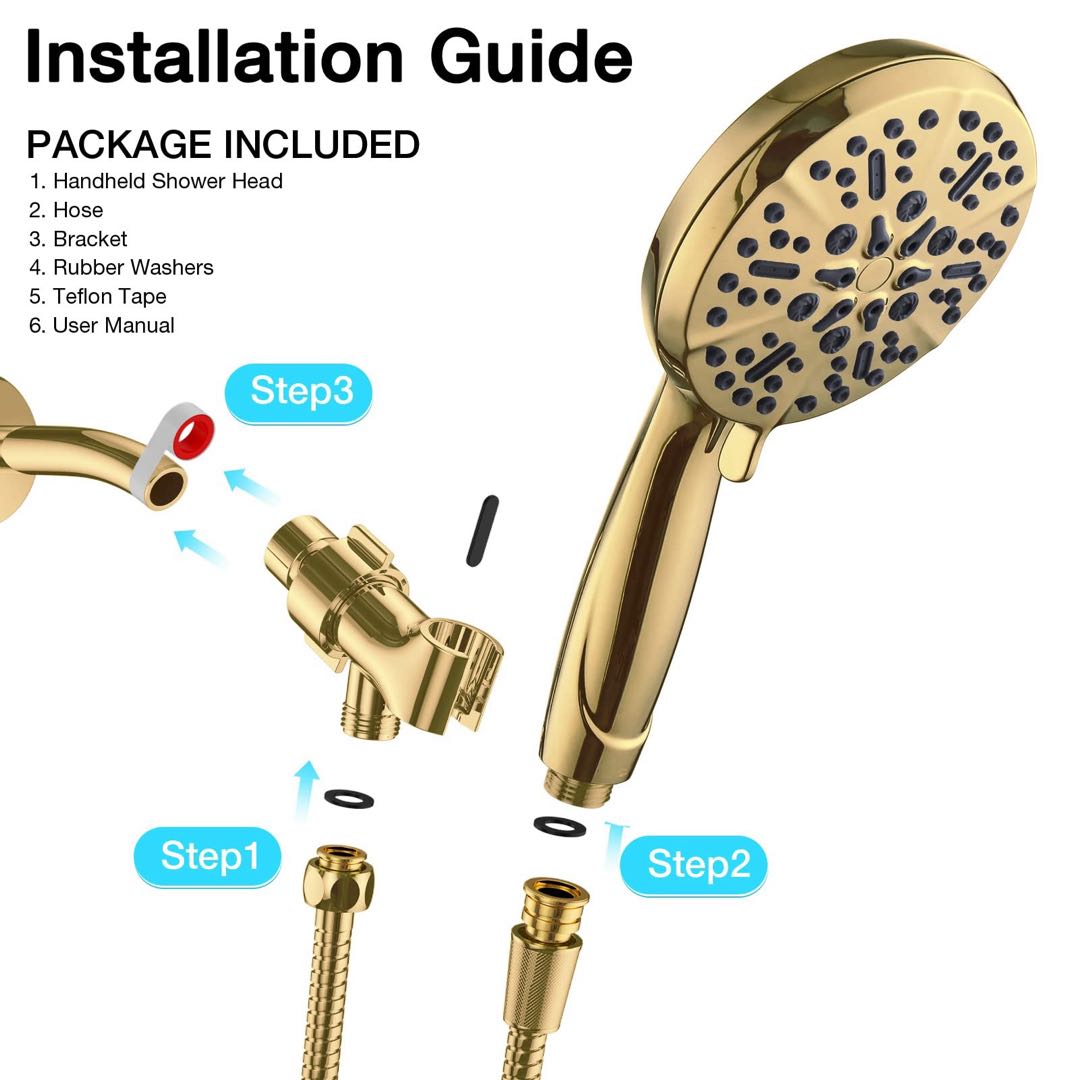 Installation Guide
PACKAGE INCLUDED
1. Handheld Shower Head
2. Hose
3. Bracket
4. Rubber Washers
5. Teflon Tape
6. User Manual
Step3
Step1
Step2